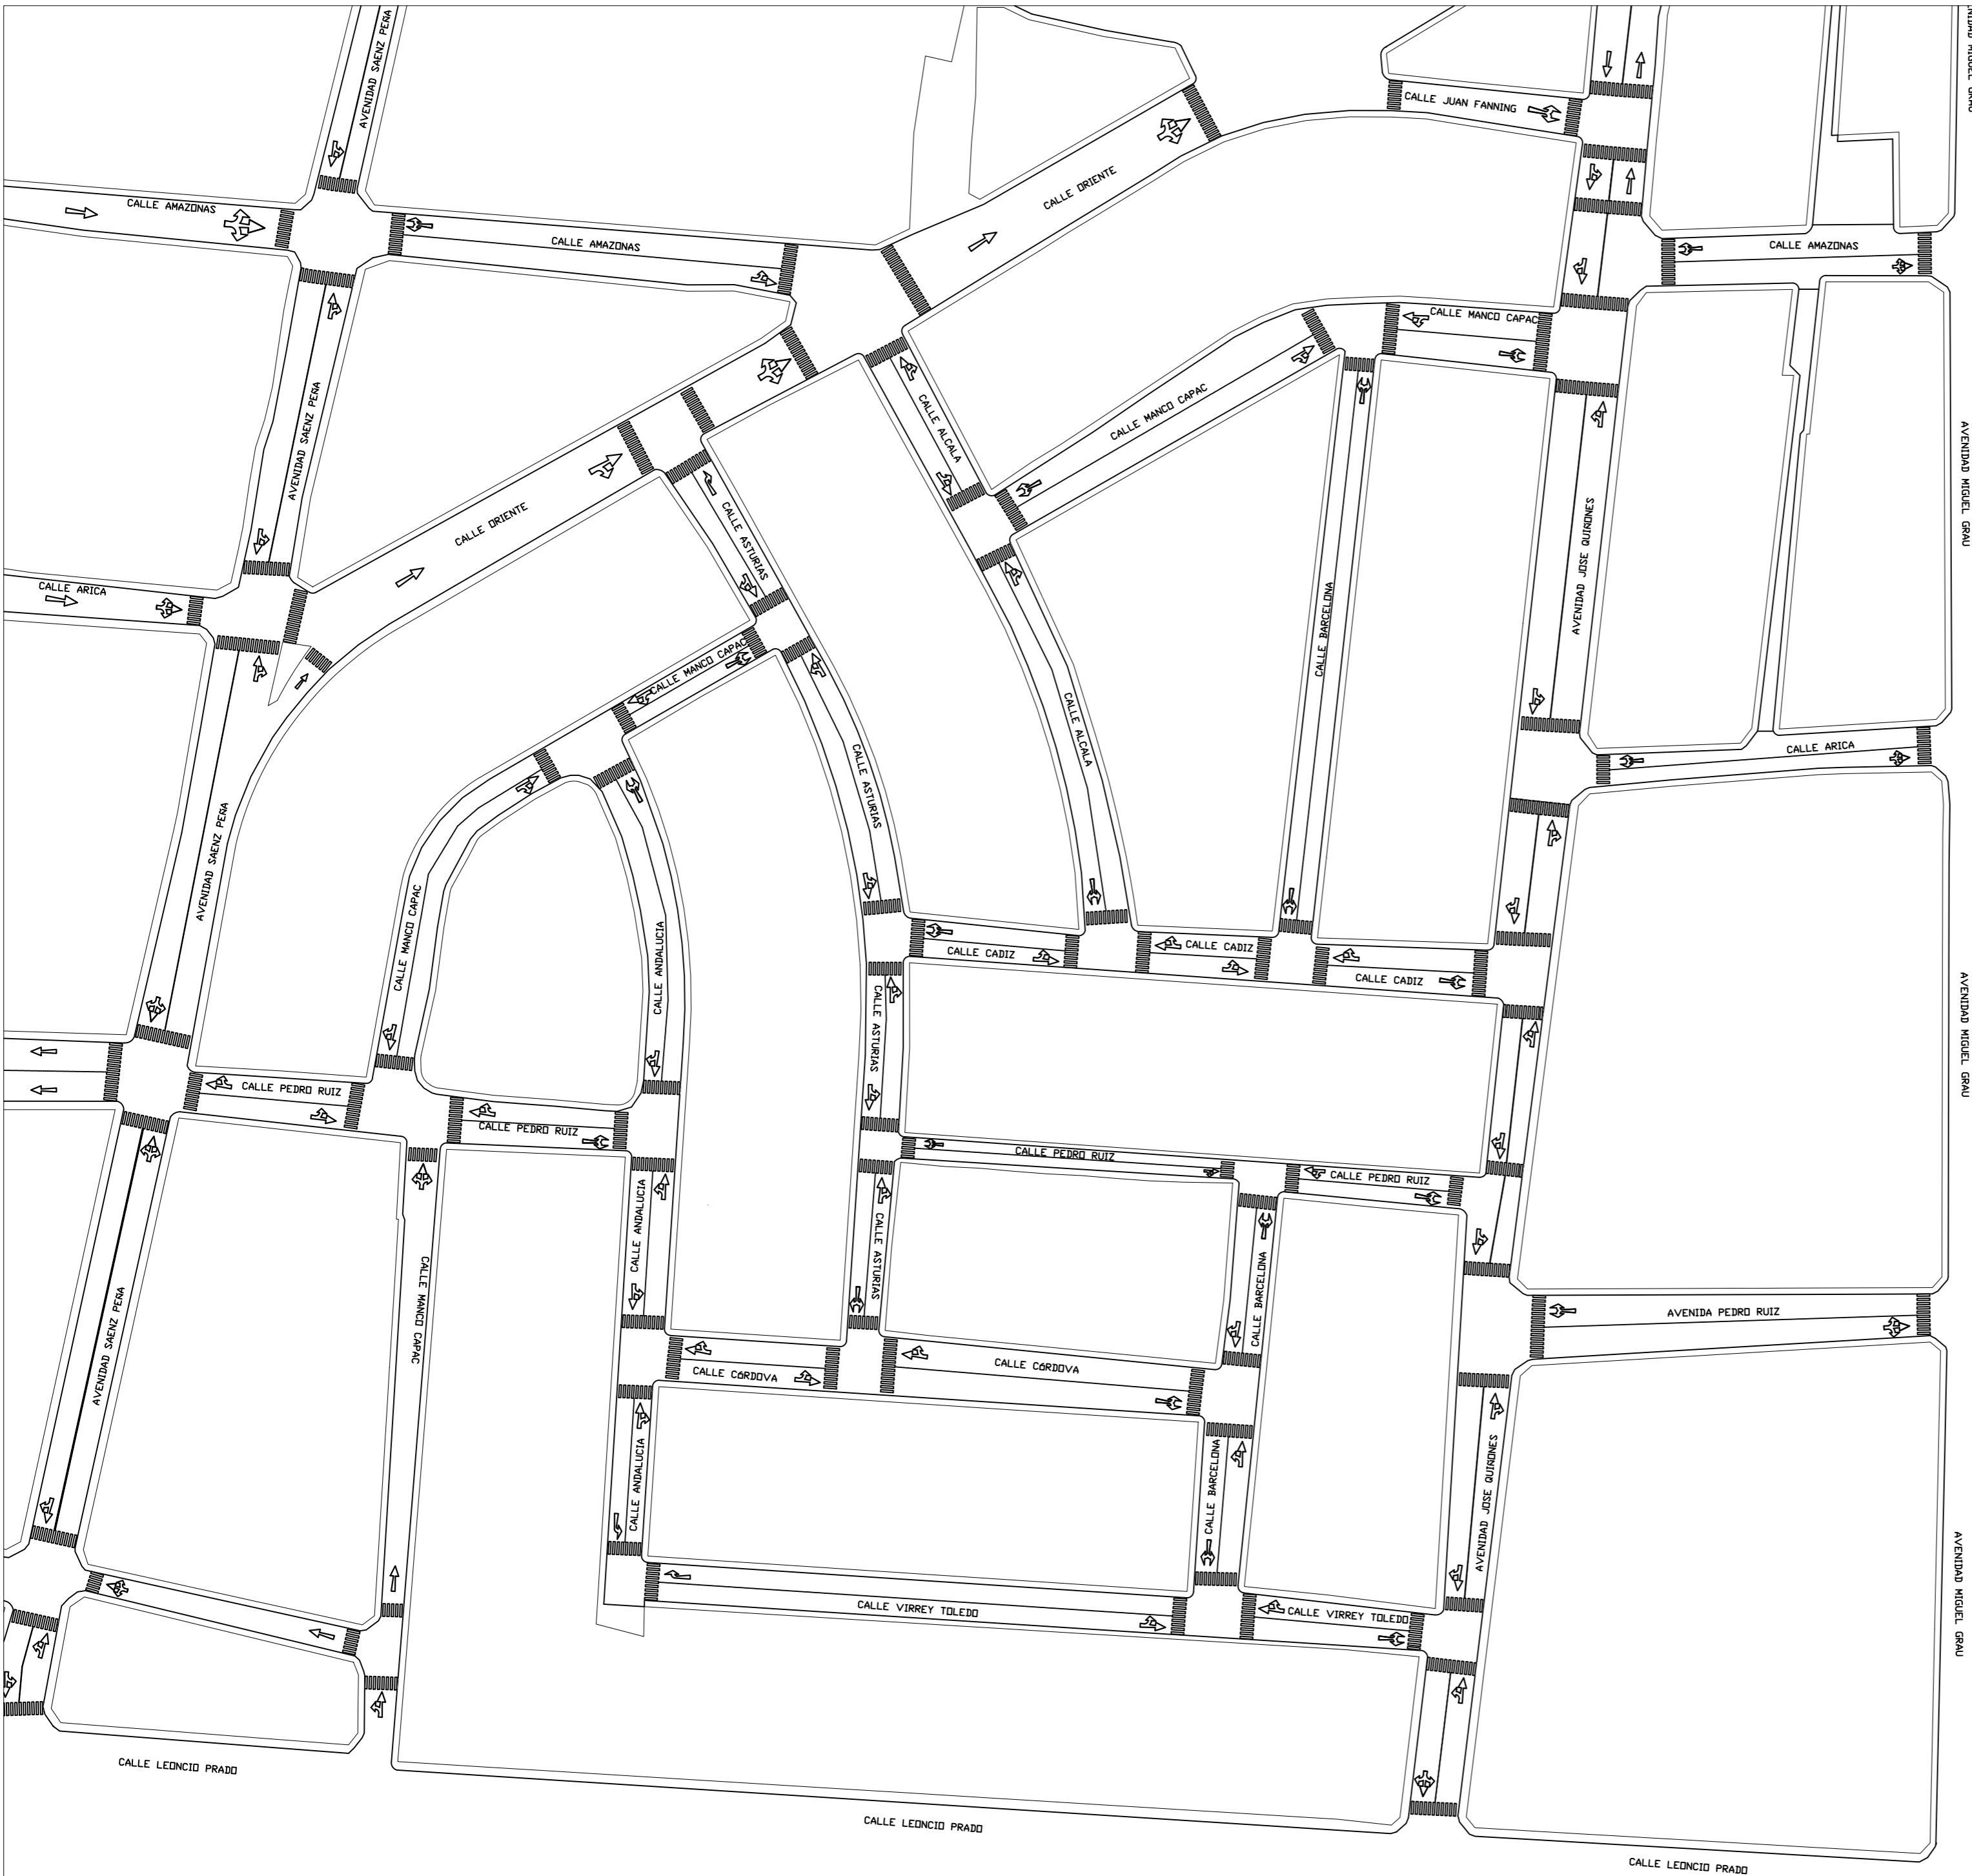 AVENIDAD SAENZ PEÑA
AVENIDAD MIGUEL GRAU
CALLE JUAN FANNING
CALLE ORIENTE
CALLE AMAZONAS
CALLE AMAZONAS
CALLE AMAZONAS
CALLE MANCO CAPAC
CALLE MANCO CAPAC
CALLE ALCALA
AVENIDAD SAENZ PEÑA
CALLE ORIENTE
CALLE ASTURIAS
AVENIDAD JOSE QUIRONES
AVENIDAD MIGUEL GRAU
CALLE ARICA
CALLE BARCELONA
CALLE MANCO CAPAC
CALLE ALCALA
CALLE ARICA
CALLE ASTURIAS
AVENIDAD SAENZ PEÑA
CALLE MANCO CAPAC
CALLE ANDALUCIA
CALLE CADIZ
CALLE CADIZ
CALLE CADIZ
CALLE ASTURIAS
AVENIDAD MIGUEL GRAU
CALLE PEDRO RUIZ
CALLE PEDRO RUIZ
CALLE PEDRO RUIZ
CALLE PEDRO RUIZ
CALLE ANDALUCIA
CALLE ASTURIAS
CALLE BARCELONA
AVENIDA PEDRO RUIZ
CALLE MANCO CAPAC
AVENIDAD SAENZ PEÑA
CALLE CORDOVA
CALLE CORDOVA
CALLE ANDALUCIA
CALLE BARCELONA
AVENIDAD JOSE QUIRONES
AVENIDAD MIGUEL GRAU
CALLE VIRREY TOLEDO
CALLE VIRREY TOLEDO
CALLE LEONCIO PRADO
CALLE LEONCIO PRADO
CALLE LEONCIO PRADO